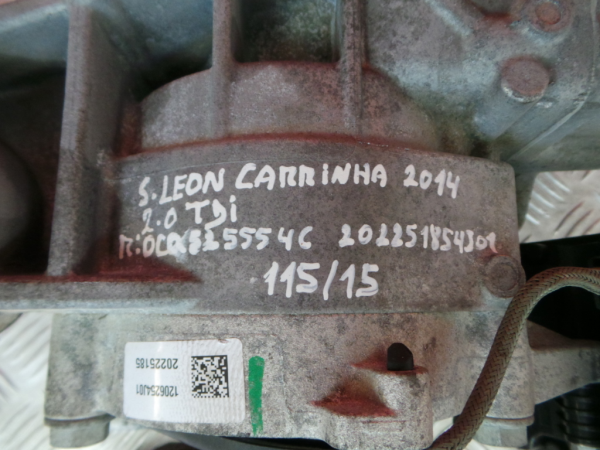 S. LEON CARRINHA 2014
2.0 TDi
115/15
1206254J01
20225185